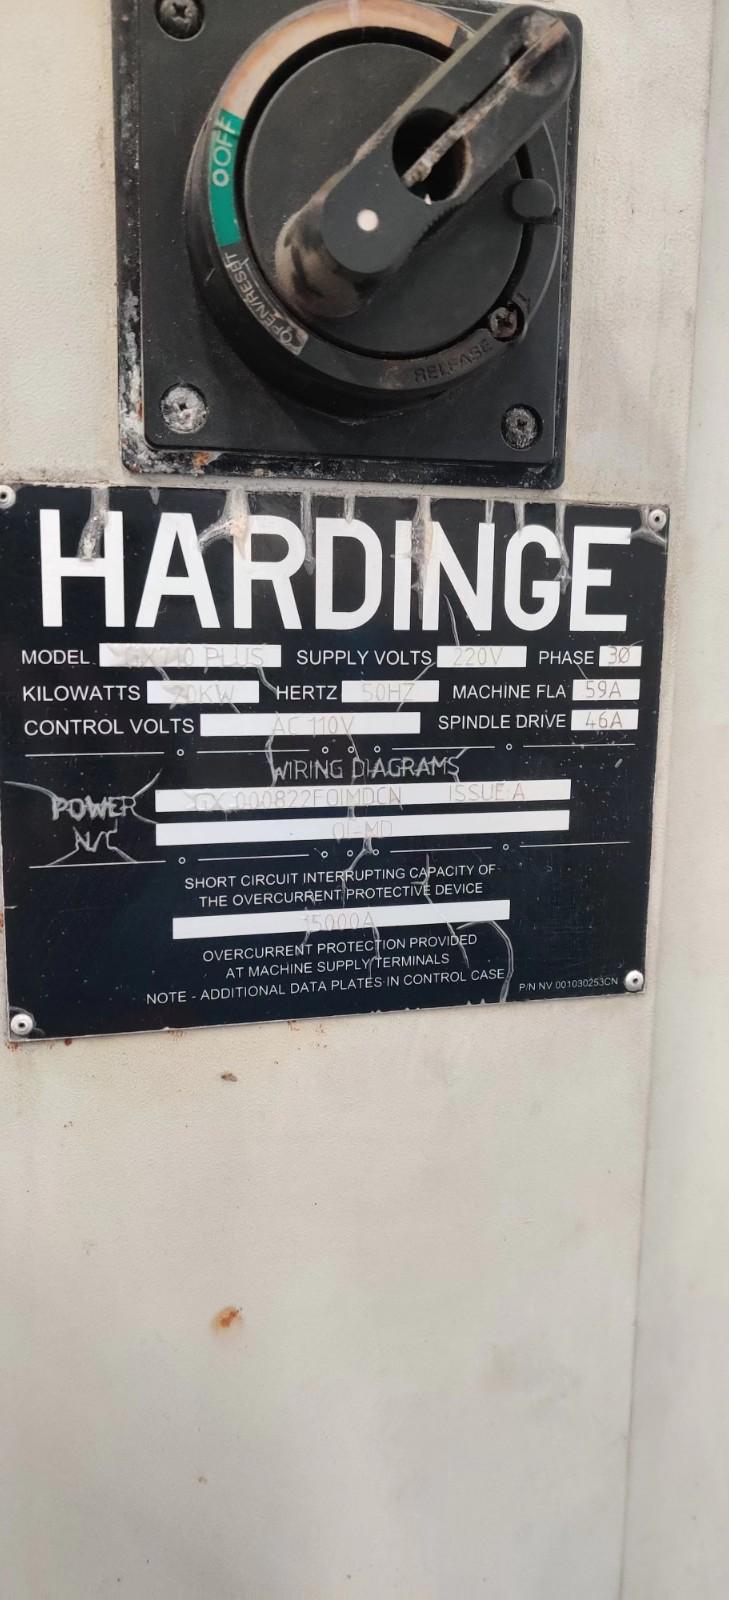 O OFF
OPEN/RESET
RELEASE
HARDINGE
MODEL PLUS SUPPLY VOLTS 220V PHASE 3Ø
KILOWATTS 20KW HERTZ 50HZ MACHINE FLA 59A
CONTROL VOLTS AC 110V SPINDLE DRIVE 46A
WIRING DIAGRAMS
POWER GX-000822FOIMDCN ISSUE:A
N/C OI-MD
SHORT CIRCUIT INTERRUPTING CAPACITY OF
THE OVERCURRENT PROTECTIVE DEVICE
15000A
OVERCURRENT PROTECTION PROVIDED
AT MACHINE SUPPLY TERMINALS
NOTE - ADDITIONAL DATA PLATES IN CONTROL CASE P/N NV 001030253CN